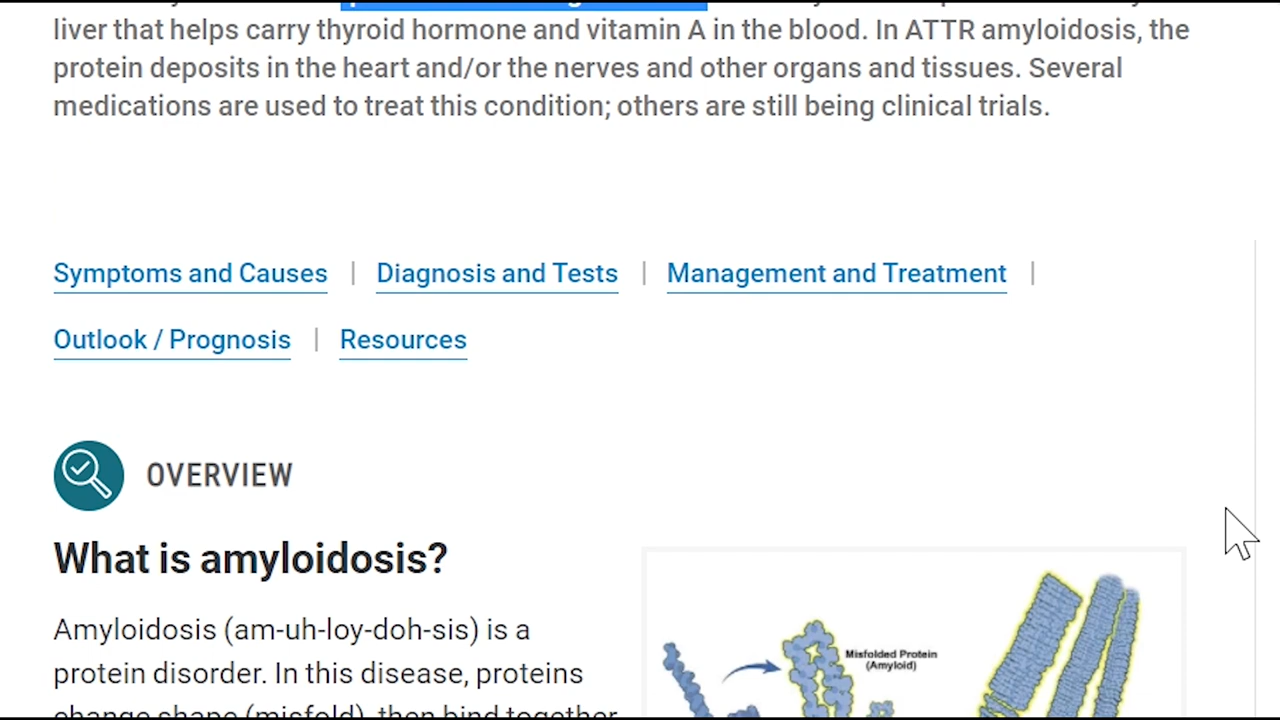 liver that helps carry thyroid hormone and vitamin A in the blood. In ATTR amyloidosis, the
protein deposits in the heart and/or the nerves and other organs and tissues. Several
medications are used to treat this condition; others are still being clinical trials.
Symptoms and Causes | Diagnosis and Tests | Management and Treatment |
Outlook / Prognosis | Resources
OVERVIEW
What is amyloidosis?
Amyloidosis (am-uh-loy-doh-sis) is a
protein disorder. In this disease, proteins
change shape (misfold), then bind together
Misfolded Protein
(Amyloid)